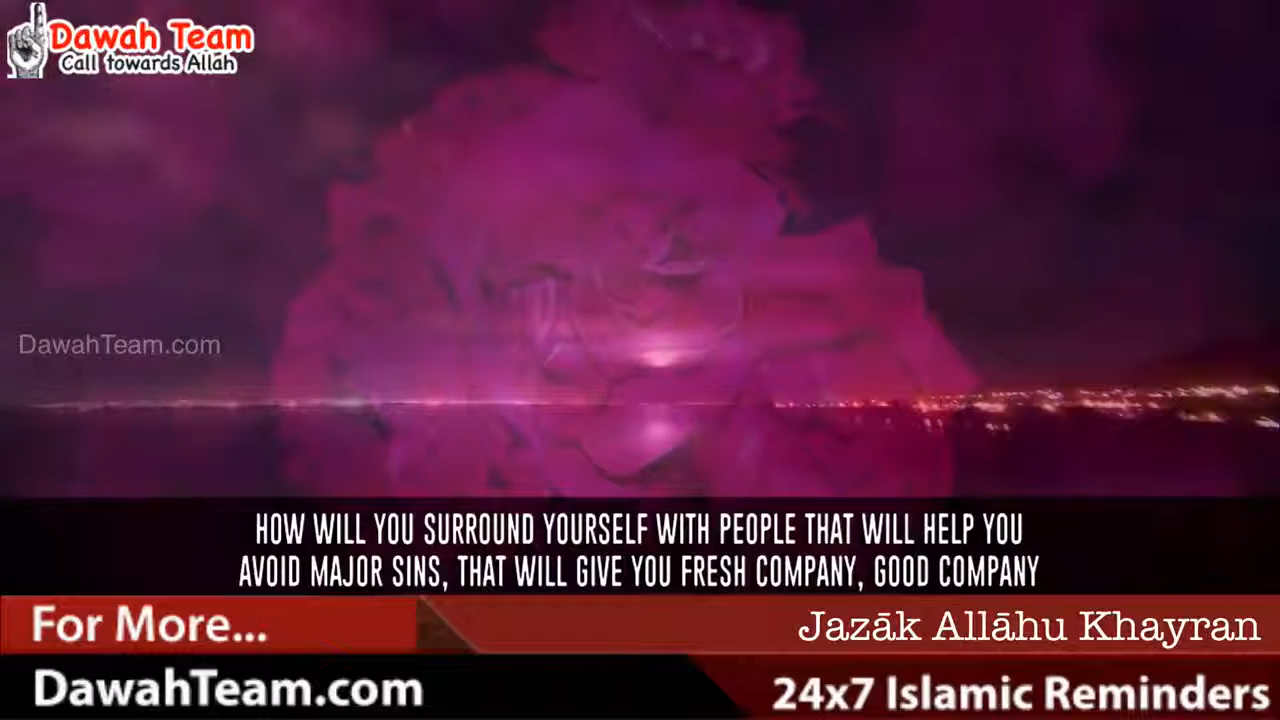 Dawah Team
Call towards Allāh
DawahTeam.com
HOW WILL YOU SURROUND YOURSELF WITH PEOPLE THAT WILL HELP YOU
AVOID MAJOR SINS, THAT WILL GIVE YOU FRESH COMPANY, GOOD COMPANY
For More...
Jazāk Allāhu Khayran
DawahTeam.com
24x7 Islamic Reminders